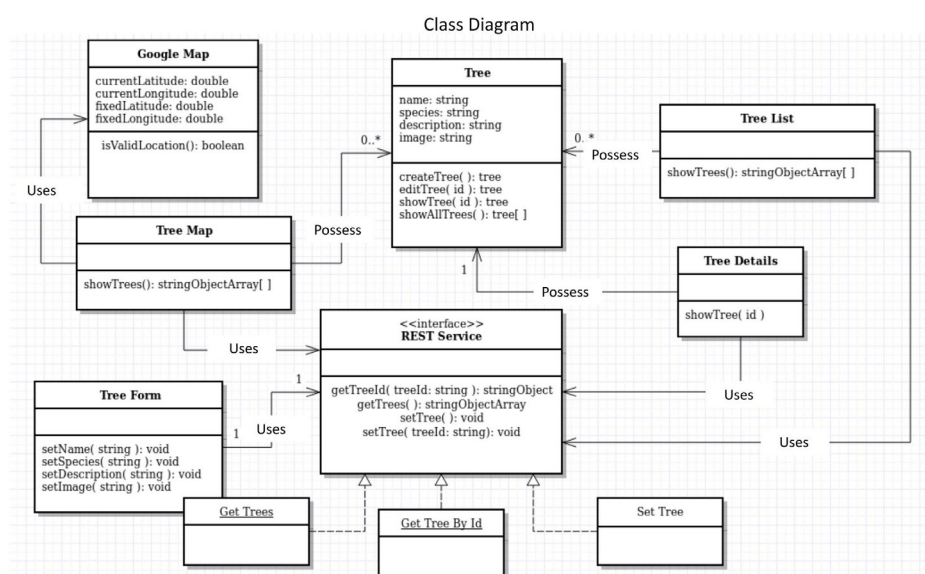 Class Diagram
Google Map
currentLatitude: double
currentLongitude: double
fixedLatitude: double
fixedLongitude: double
isValidLocation(): boolean
Tree
name: string
species: string
description: string
image: string
createTree( ): tree
editTree( id ): tree
showTree( id ): tree
showAllTrees( ): tree[ ]
Tree List
showTrees(): stringObjectArray[ ]
0..*
0. *
Possess
Uses
Possess
Tree Map
showTrees(): stringObjectArray[ ]
Tree Details
showTree( id )
1
Possess
<<interface>>
REST Service
getTreeId( treeId: string ): stringObject
getTrees( ): stringObjectArray
setTree( ): void
setTree( treeId: string): void
Uses
1
Tree Form
setName( string ): void
setSpecies( string ): void
setDescription( string ): void
setImage( string ): void
1
Uses
Uses
Uses
Get Trees
Get Tree By Id
Set Tree